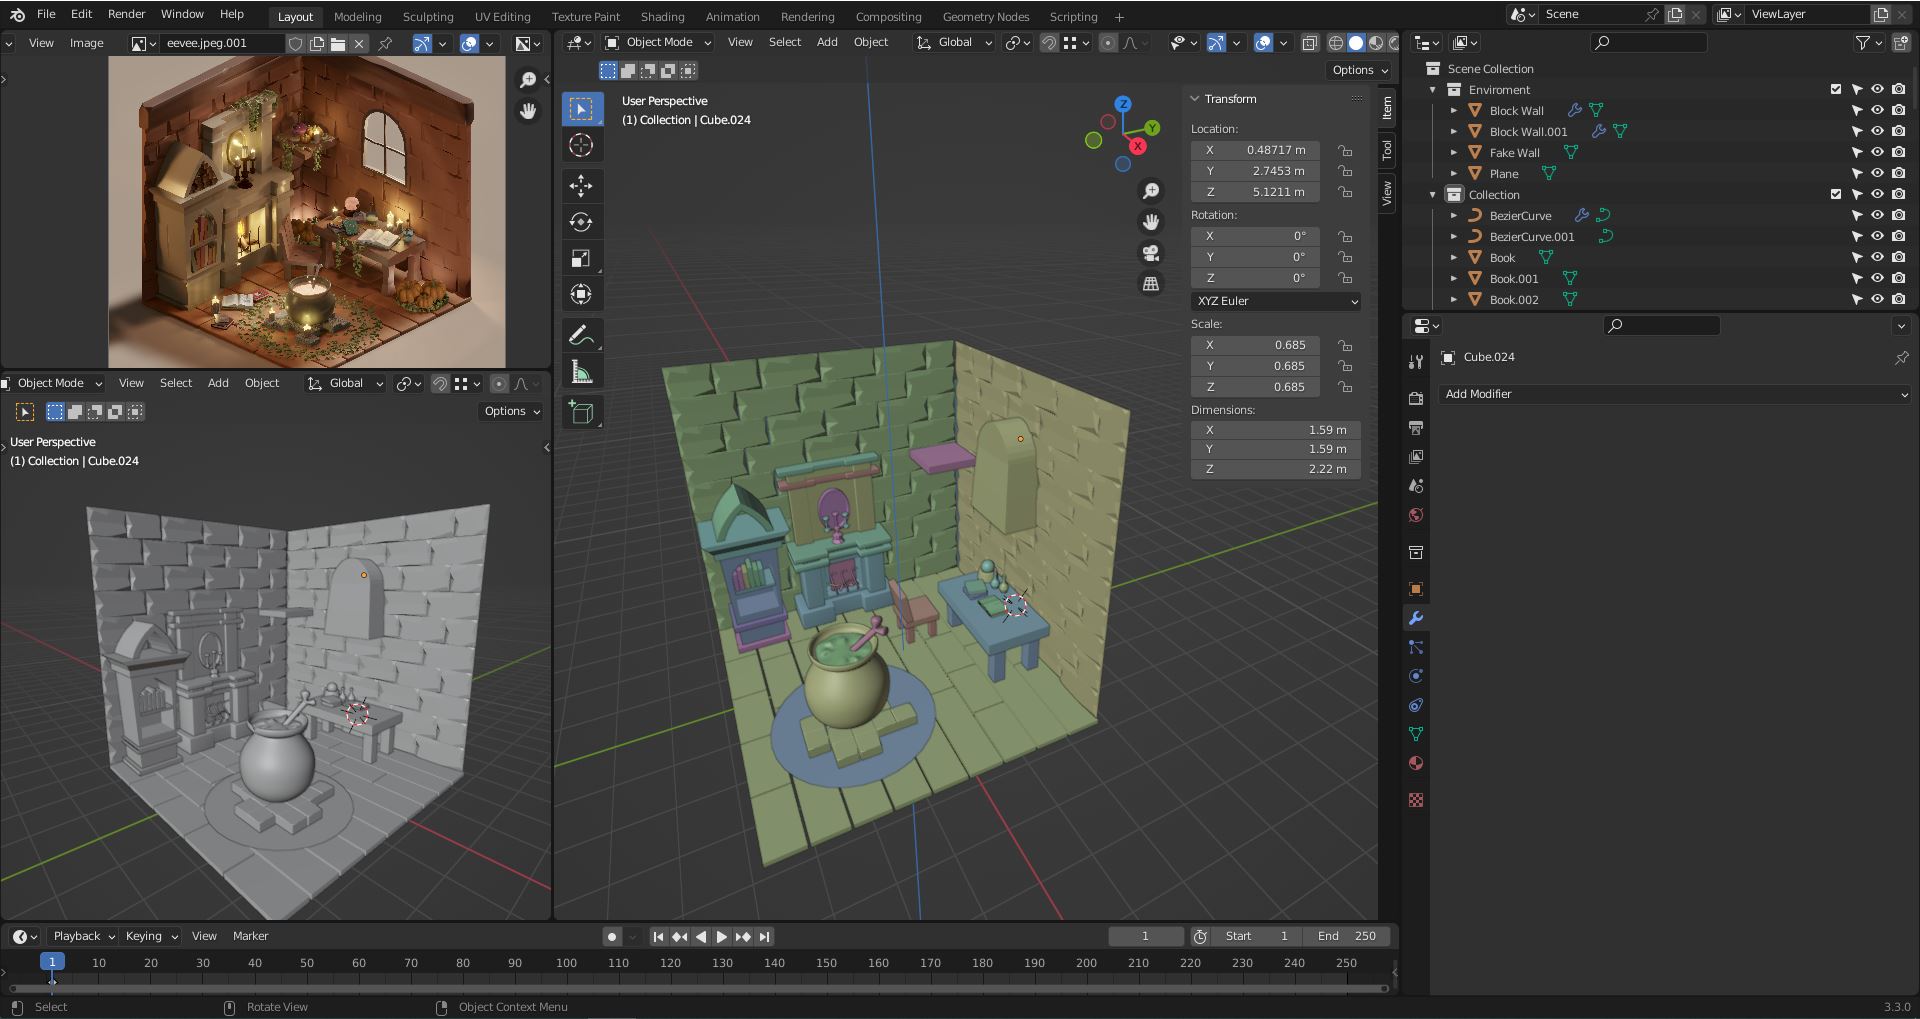 File Edit Render Window Help Layout Modeling Sculpting UV Editing Texture Paint Shading Animation Rendering Compositing Geometry Nodes Scripting + Scene ViewLayer
View Image eevee.jpeg.001
Object Mode View Select Add Object Global
Options
User Perspective
(1) Collection | Cube.024
Z
Y
X
Transform
Location:
X 0.48717 m
Y 2.7453 m
Z 5.1211 m
Rotation:
X 0°
Y 0°
Z 0°
XYZ Euler
Scale:
X 0.685
Y 0.685
Z 0.685
Dimensions:
X 1.59 m
Y 1.59 m
Z 2.22 m
Item
Tool
View
Scene Collection
Enviroment
Block Wall
Block Wall.001
Fake Wall
Plane
Collection
BezierCurve
BezierCurve.001
Book
Book.001
Book.002
Cube.024
Add Modifier
Object Mode View Select Add Object Global
Options
User Perspective
(1) Collection | Cube.024
Playback Keying View Marker 1 Start 1 End 250
1 10 20 30 40 50 60 70 80 90 100 110 120 130 140 150 160 170 180 190 200 210 220 230 240 250
Select Rotate View Object Context Menu 3.3.0